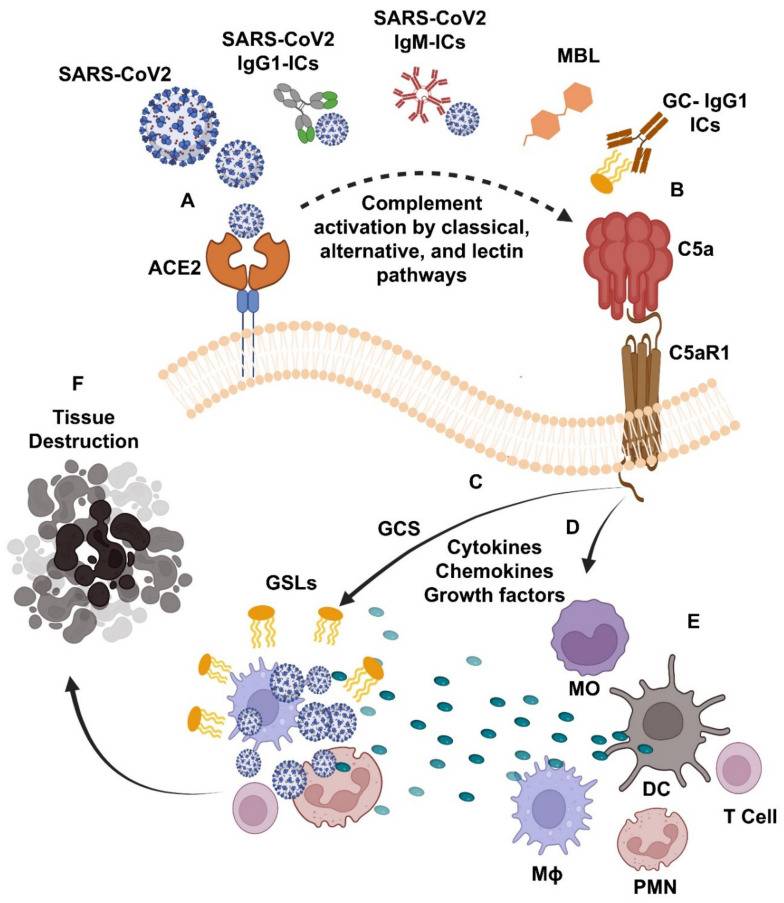 SARS-CoV2
SARS-CoV2
IgG1-ICs
SARS-CoV2
IgM-ICs
MBL
GC- IgG1
ICs
A
B
Complement
activation by classical,
alternative, and lectin
pathways
ACE2
C5a
C5aR1
F
Tissue
Destruction
C
GCS
D
Cytokines
Chemokines
Growth factors
GSLs
E
MO
DC
T Cell
Mϕ
PMN